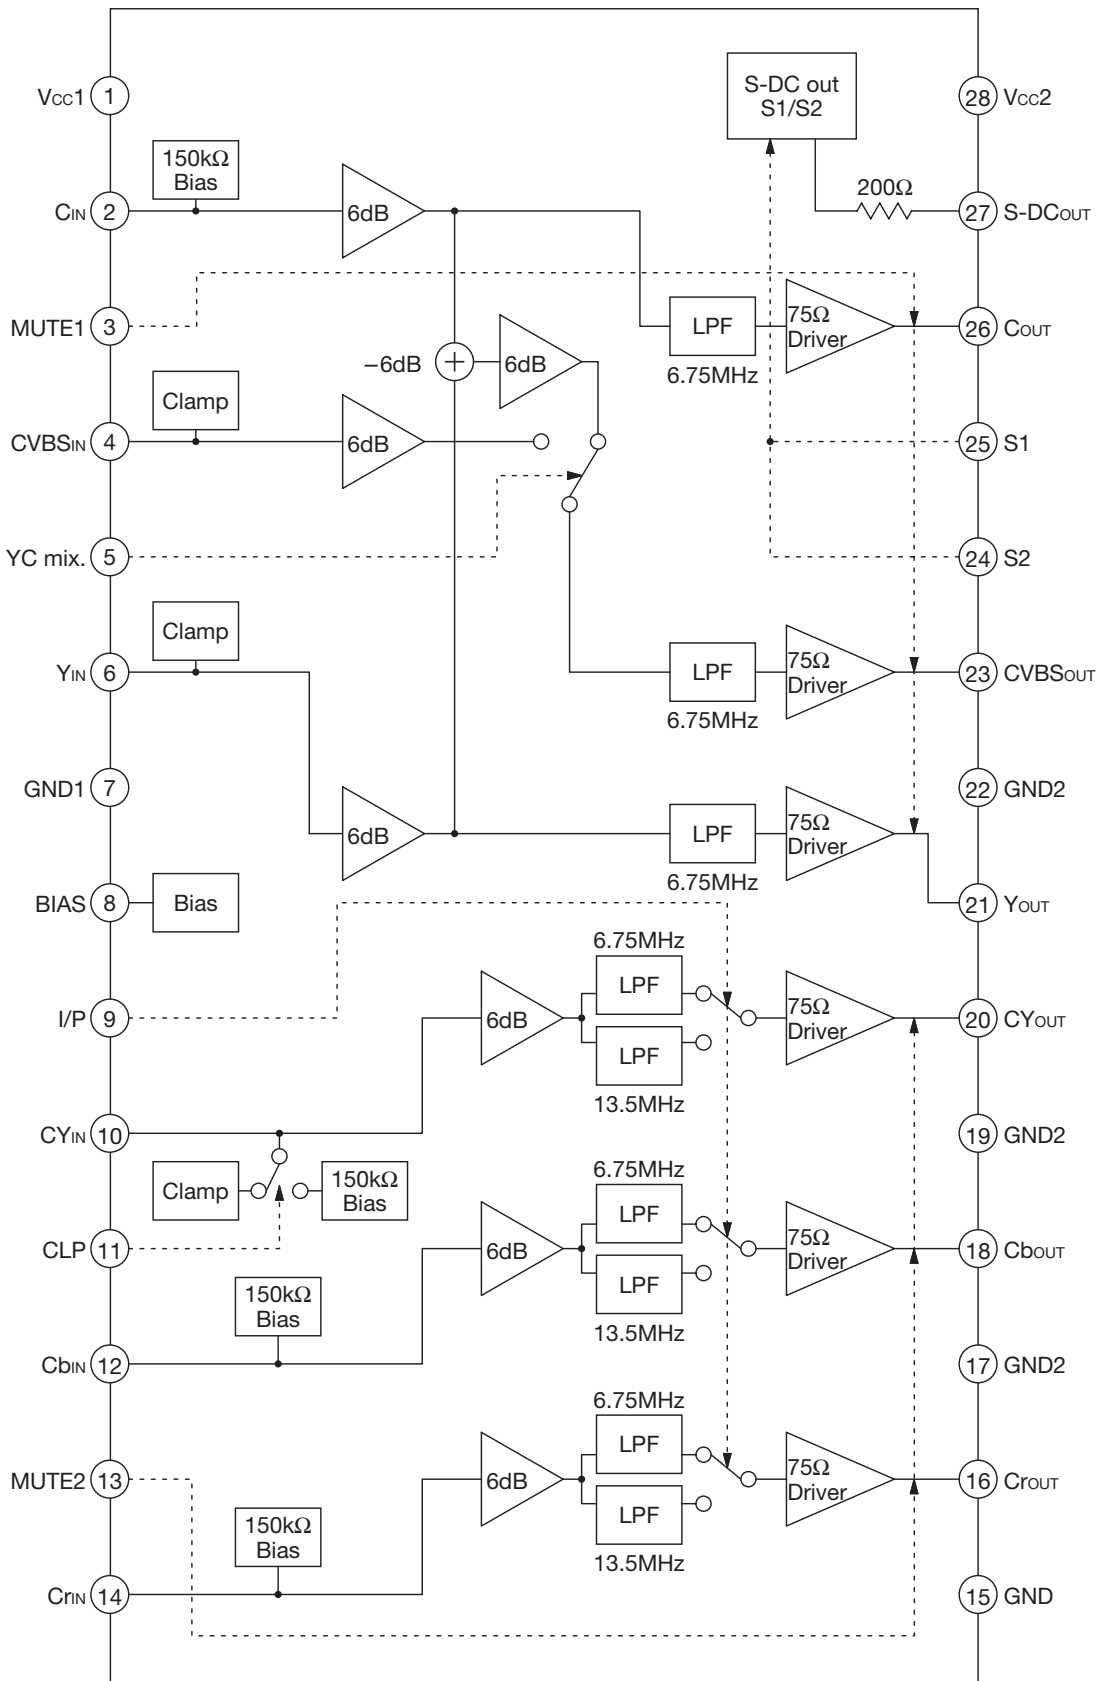 S-DC out
S1/S2
VCC1 1
28 VCC2
150kΩ
Bias
200Ω
CIN 2
6dB
27 S-DCOUT
MUTE1 3
LPF
75Ω
Driver
26 COUT
6.75MHz
−6dB
+
6dB
Clamp
CVBSIN 4
6dB
25 S1
YC mix. 5
24 S2
Clamp
YIN 6
LPF
75Ω
Driver
23 CVBSOUT
6.75MHz
GND1 7
22 GND2
6dB
LPF
75Ω
Driver
6.75MHz
BIAS 8
Bias
21 YOUT
6.75MHz
LPF
I/P 9
6dB
75Ω
Driver
20 CYOUT
LPF
13.5MHz
CYIN 10
19 GND2
Clamp
150kΩ
Bias
6.75MHz
LPF
CLP 11
6dB
75Ω
Driver
18 CbOUT
LPF
13.5MHz
150kΩ
Bias
CbIN 12
17 GND2
6.75MHz
LPF
MUTE2 13
6dB
75Ω
Driver
16 CrOUT
LPF
13.5MHz
150kΩ
Bias
CrIN 14
15 GND